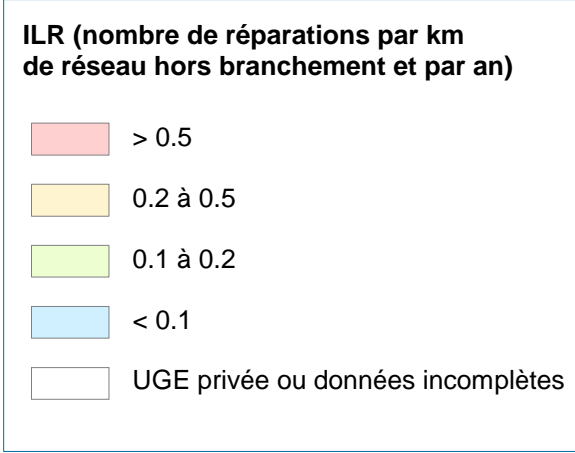 ILR (nombre de réparations par km
de réseau hors branchement et par an)
> 0.5
0.2 à 0.5
0.1 à 0.2
< 0.1
UGE privée ou données incomplètes